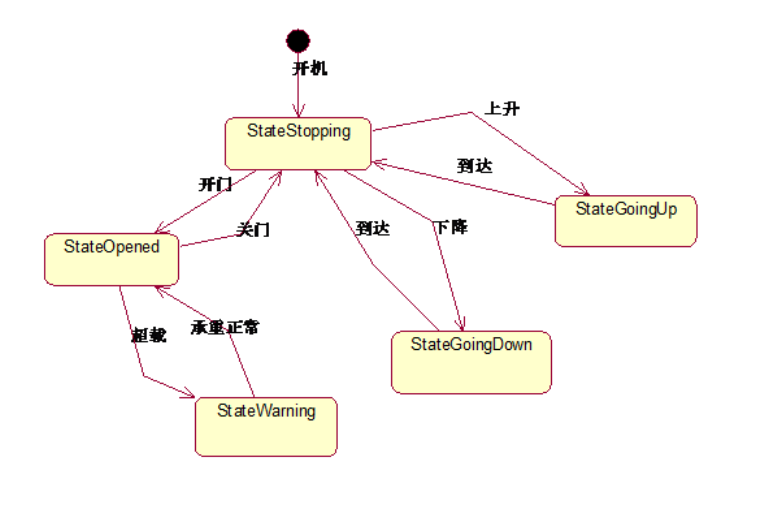 开机
StateStopping
上升
到达
开门
StateGoingUp
关门
到达
下降
StateOpened
超载
承重正常
StateGoingDown
StateWarning